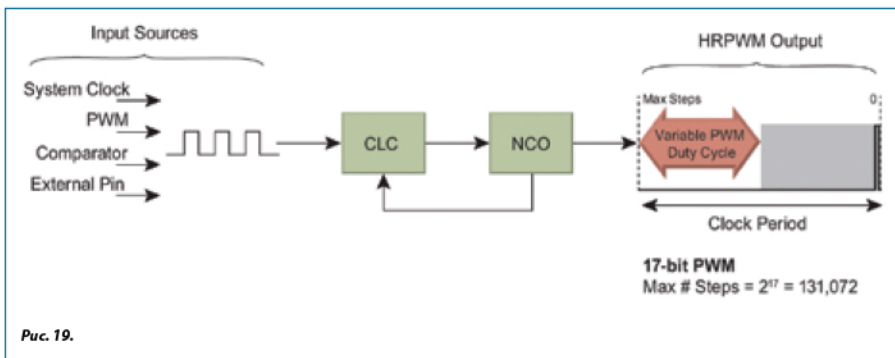 Input Sources
System Clock
PWM
Comparator
External Pin
CLC
NCO
HRPWM Output
Max Steps
0
Variable PWM
Duty Cycle
Clock Period
17-bit PWM
Max # Steps = 2¹⁷ = 131,072
Рис. 19.